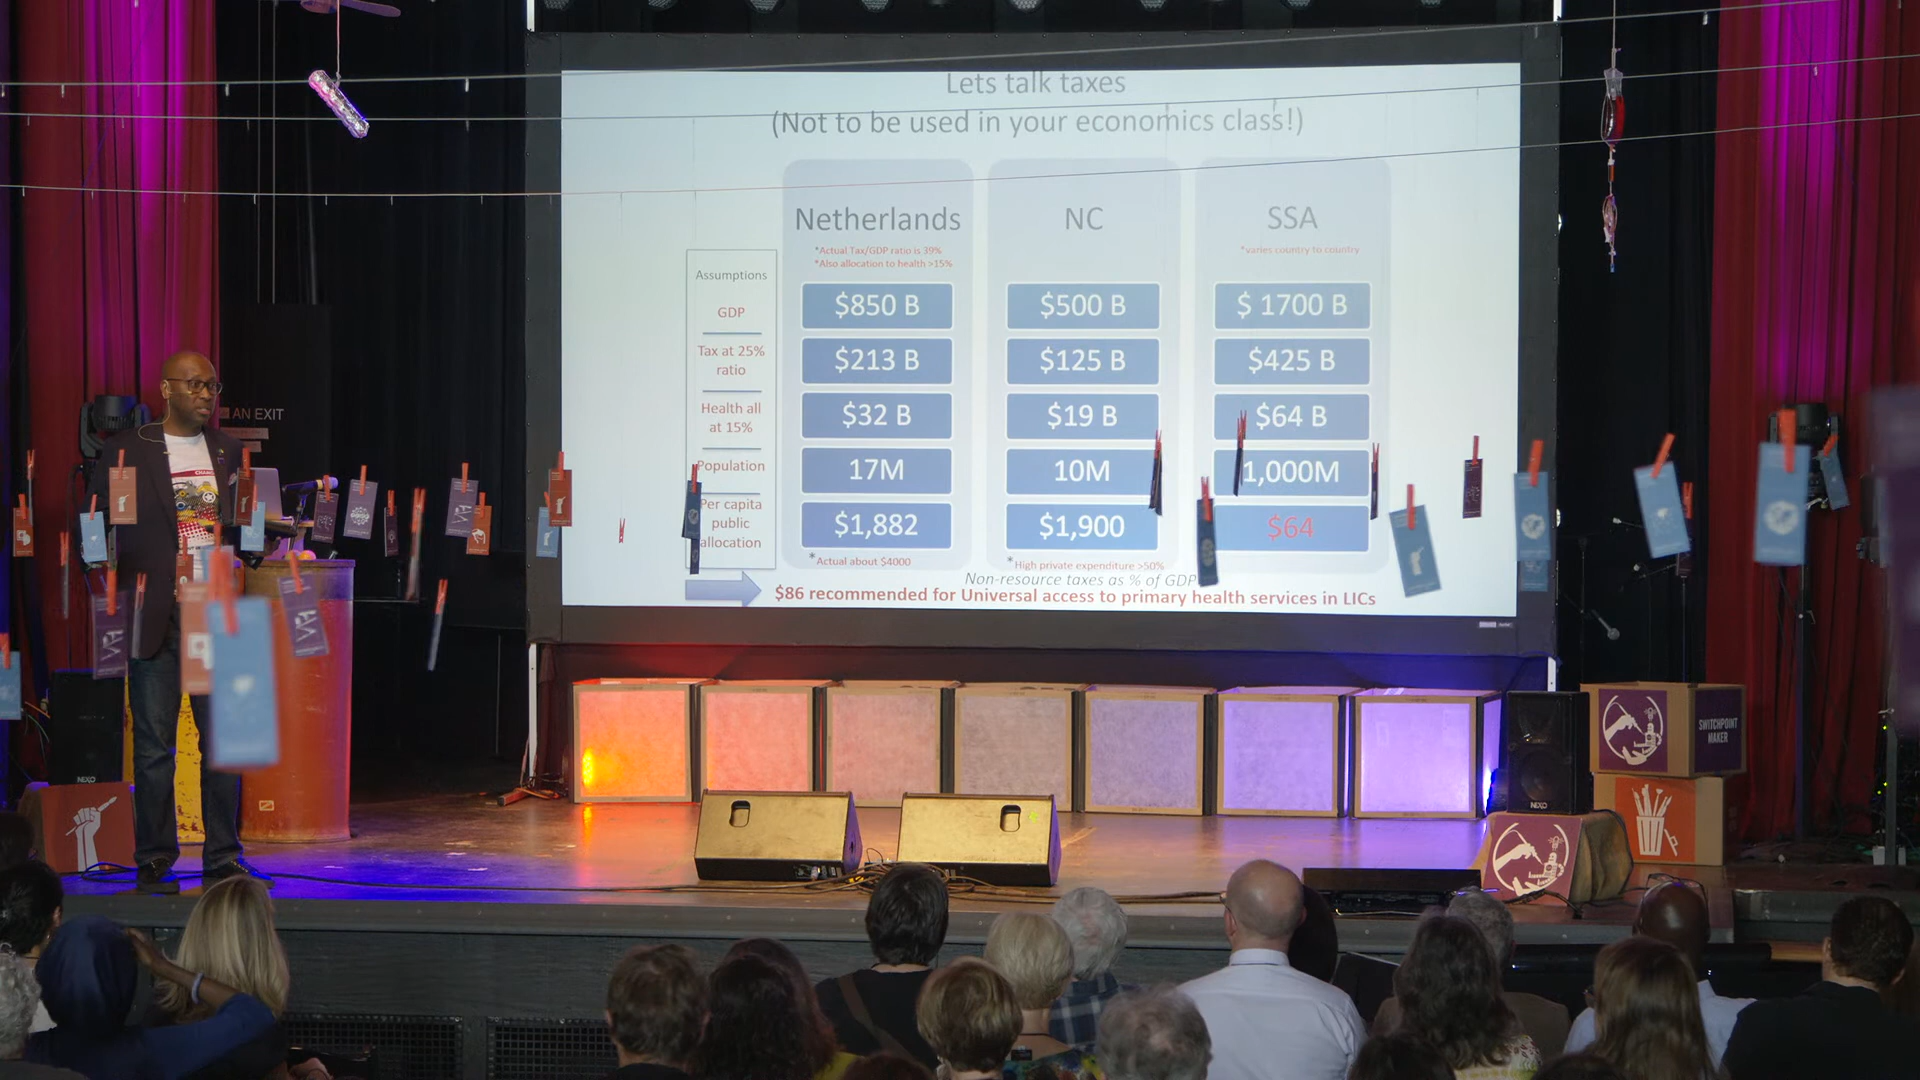 Lets talk taxes
(Not to be used in your economics class!)
Netherlands
*Actual Tax/GDP ratio is 39%
*Also allocation to health >15%
NC
SSA
*varies country to country
Assumptions
GDP
$850 B
$500 B
$ 1700 B
Tax at 25%
ratio
$213 B
$125 B
$425 B
Health all
at 15%
$32 B
$19 B
$64 B
Population
17M
10M
1,000M
Per capita
public
allocation
$1,882
$1,900
$64
*Actual about $4000
*High private expenditure >50%
Non-resource taxes as % of GDP
$86 recommended for Universal access to primary health services in LICs
AN EXIT
NEXO
NEXO
SWITCHPOINT
MAKER